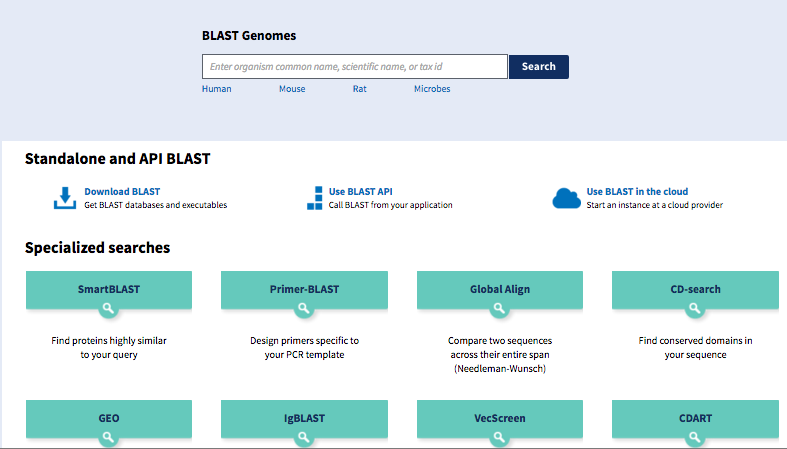 BLAST Genomes
Enter organism common name, scientific name, or tax id
Search
Human Mouse Rat Microbes
Standalone and API BLAST
Download BLAST
Get BLAST databases and executables
Use BLAST API
Call BLAST from your application
Use BLAST in the cloud
Start an instance at a cloud provider
Specialized searches
SmartBLAST
Find proteins highly similar
to your query
Primer-BLAST
Design primers specific to
your PCR template
Global Align
Compare two sequences
across their entire span
(Needleman-Wunsch)
CD-search
Find conserved domains in
your sequence
GEO
IgBLAST
VecScreen
CDART